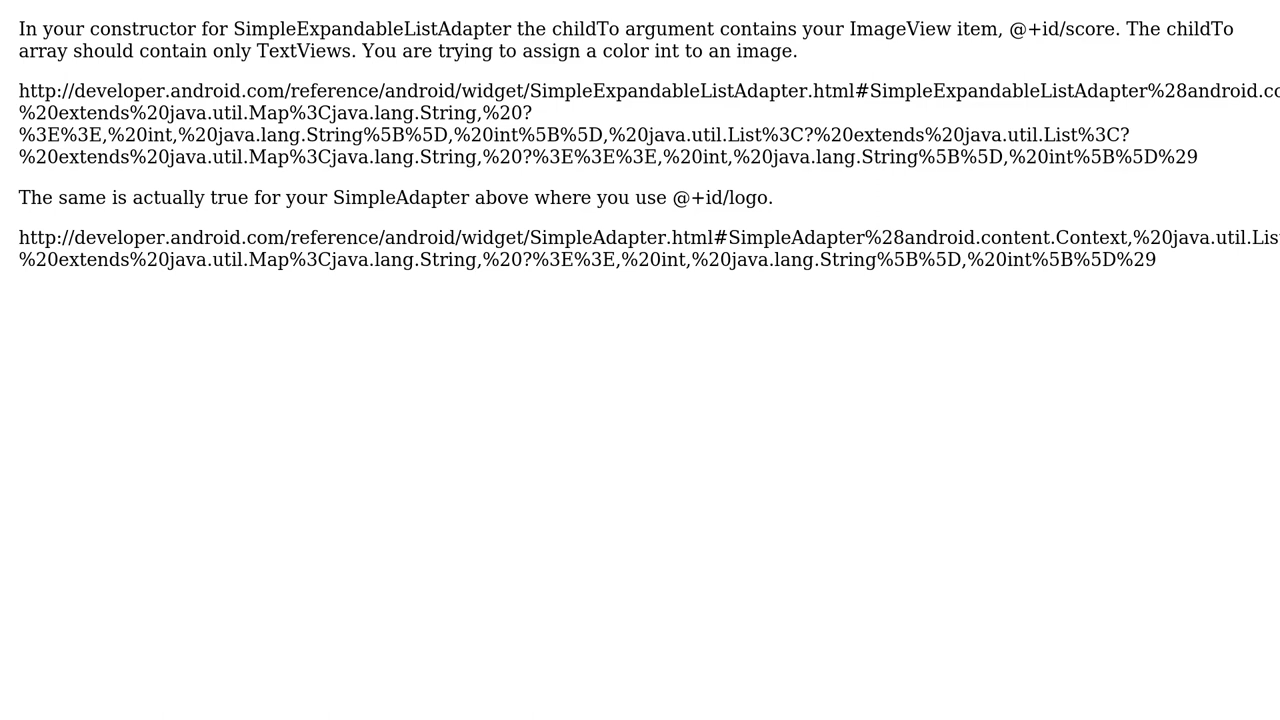 In your constructor for SimpleExpandableListAdapter the childTo argument contains your ImageView item, @+id/score. The childTo
array should contain only TextViews. You are trying to assign a color int to an image.
http://developer.android.com/reference/android/widget/SimpleExpandableListAdapter.html#SimpleExpandableListAdapter%28android.co
%20extends%20java.util.Map%3Cjava.lang.String,%20?
%3E%3E,%20int,%20java.lang.String%5B%5D,%20int%5B%5D,%20java.util.List%3C?%20extends%20java.util.List%3C?
%20extends%20java.util.Map%3Cjava.lang.String,%20?%3E%3E%3E,%20int,%20java.lang.String%5B%5D,%20int%5B%5D%29
The same is actually true for your SimpleAdapter above where you use @+id/logo.
http://developer.android.com/reference/android/widget/SimpleAdapter.html#SimpleAdapter%28android.content.Context,%20java.util.List
%20extends%20java.util.Map%3Cjava.lang.String,%20?%3E%3E,%20int,%20java.lang.String%5B%5D,%20int%5B%5D%29